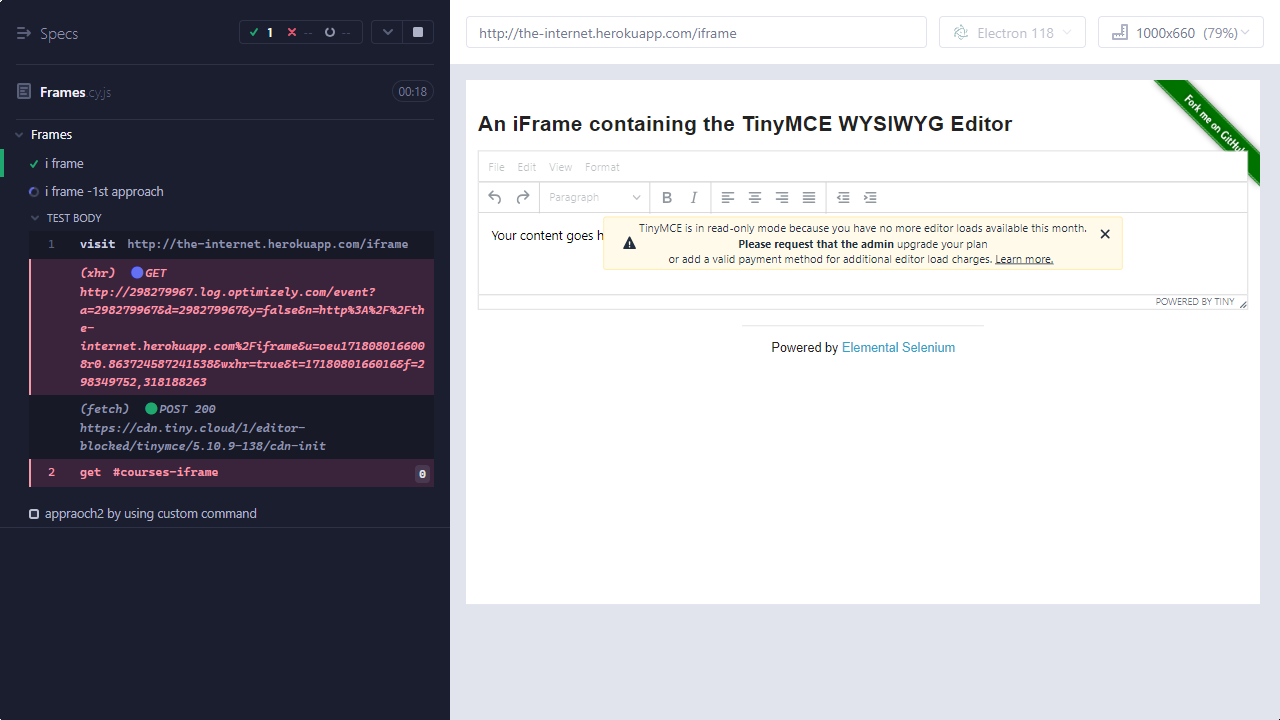 Specs
1
--
--
Frames.cy.js
00:18
Frames
i frame
i frame -1st approach
TEST BODY
1 visit http://the-internet.herokuapp.com/iframe
(xhr) GET
http://298279967.log.optimizely.com/event?
a=298279967&d=298279967&y=false&n=http%3A%2F%2Fth
e-
internet.herokuapp.com%2Fiframe&u=oeu171808016600
8r0.863724587241538&wxhr=true&t=1718080166016&f=2
98349752,318188263
(fetch) POST 200
https://cdn.tiny.cloud/1/editor-
blocked/tinymce/5.10.9-138/cdn-init
2 get #courses-iframe 0
appraoch2 by using custom command
http://the-internet.herokuapp.com/iframe
Electron 118
1000x660 (79%)
Fork me on GitHub
An iFrame containing the TinyMCE WYSIWYG Editor
File Edit View Format
Paragraph B I
Your content goes h
TinyMCE is in read-only mode because you have no more editor loads available this month.
Please request that the admin upgrade your plan
or add a valid payment method for additional editor load charges. Learn more.
POWERED BY TINY
Powered by Elemental Selenium